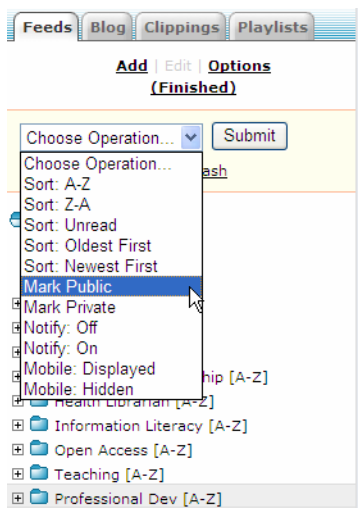 Feeds Blog Clippings Playlists
Add | Edit | Options
(Finished)
Choose Operation... Submit
Choose Operation...
Sort: A-Z
ash
Sort: Z-A
Sort: Unread
Sort: Oldest First
Sort: Newest First
Mark Public
Mark Private
Notify: Off
Notify: On
Mobile: Displayed
hip [A-Z]
Mobile: Hidden
Health Librarian [A-Z]
Information Literacy [A-Z]
Open Access [A-Z]
Teaching [A-Z]
Professional Dev [A-Z]